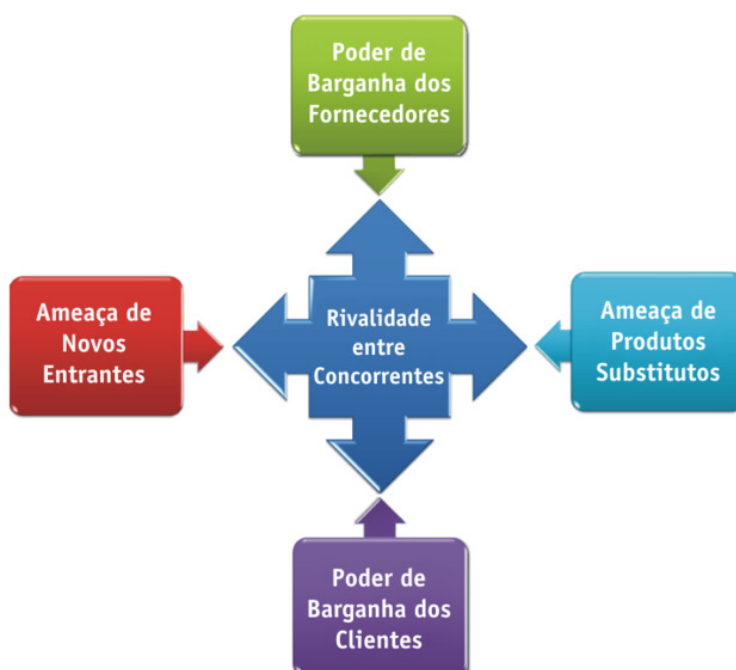 Poder de
Barganha dos
Fornecedores
Ameaça de
Novos
Entrantes
Rivalidade
entre
Concorrentes
Ameaça de
Produtos
Substitutos
Poder de
Barganha dos
Clientes